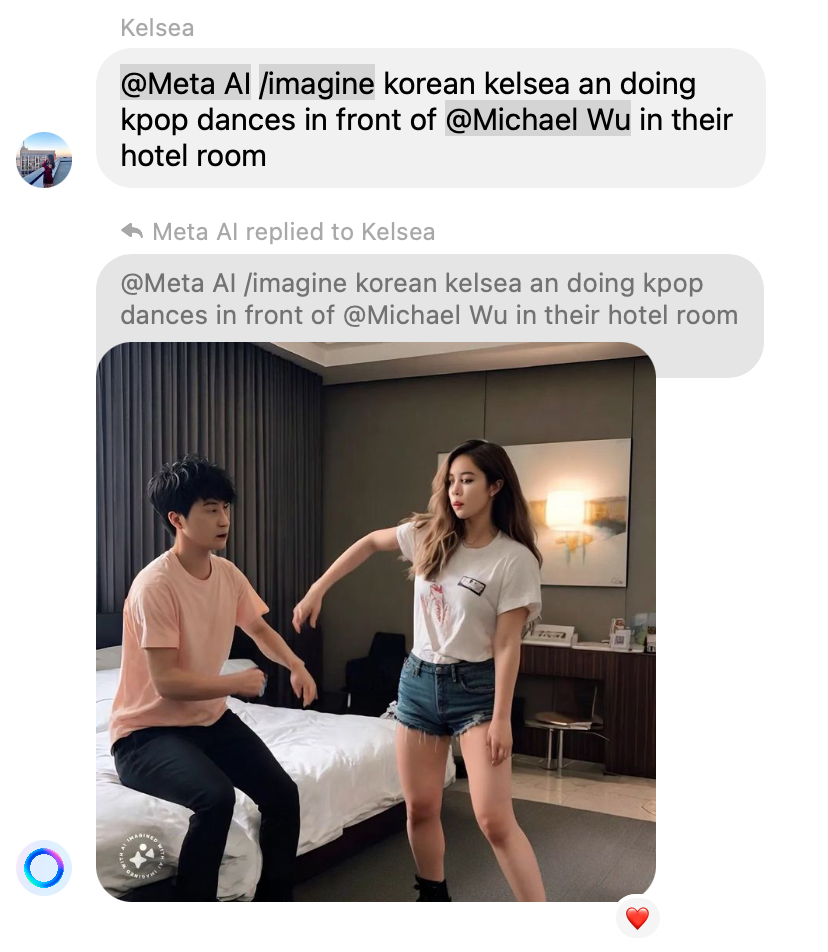 Kelsea
@Meta AI /imagine korean kelsea an doing
kpop dances in front of @Michael Wu in their
hotel room
Meta AI replied to Kelsea
@Meta AI /imagine korean kelsea an doing kpop
dances in front of @Michael Wu in their hotel room
IMAGINED WITH AI